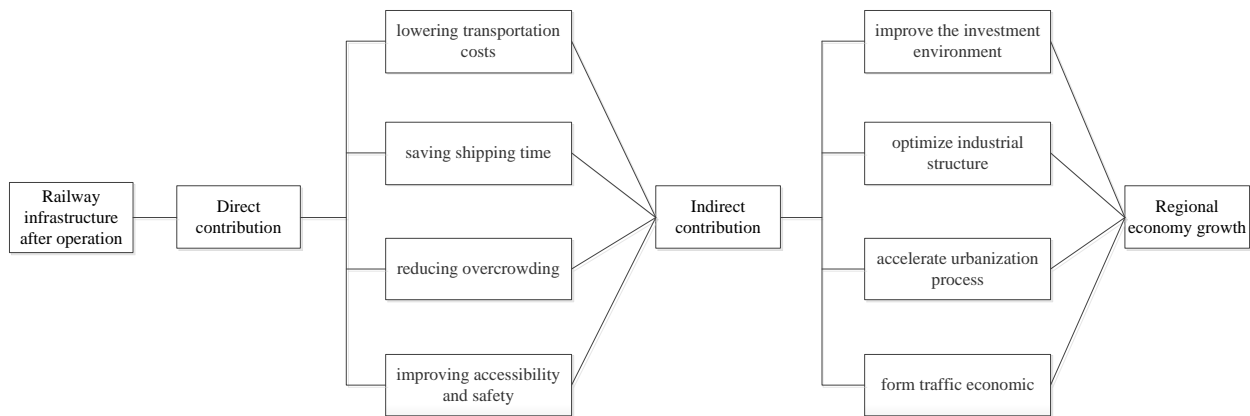 Railway
infrastructure
after operation
Direct
contribution
lowering transportation
costs
saving shipping time
reducing overcrowding
improving accessibility
and safety
Indirect
contribution
improve the investment
environment
optimize industrial
structure
accelerate urbanization
process
form traffic economic
Regional
economy growth